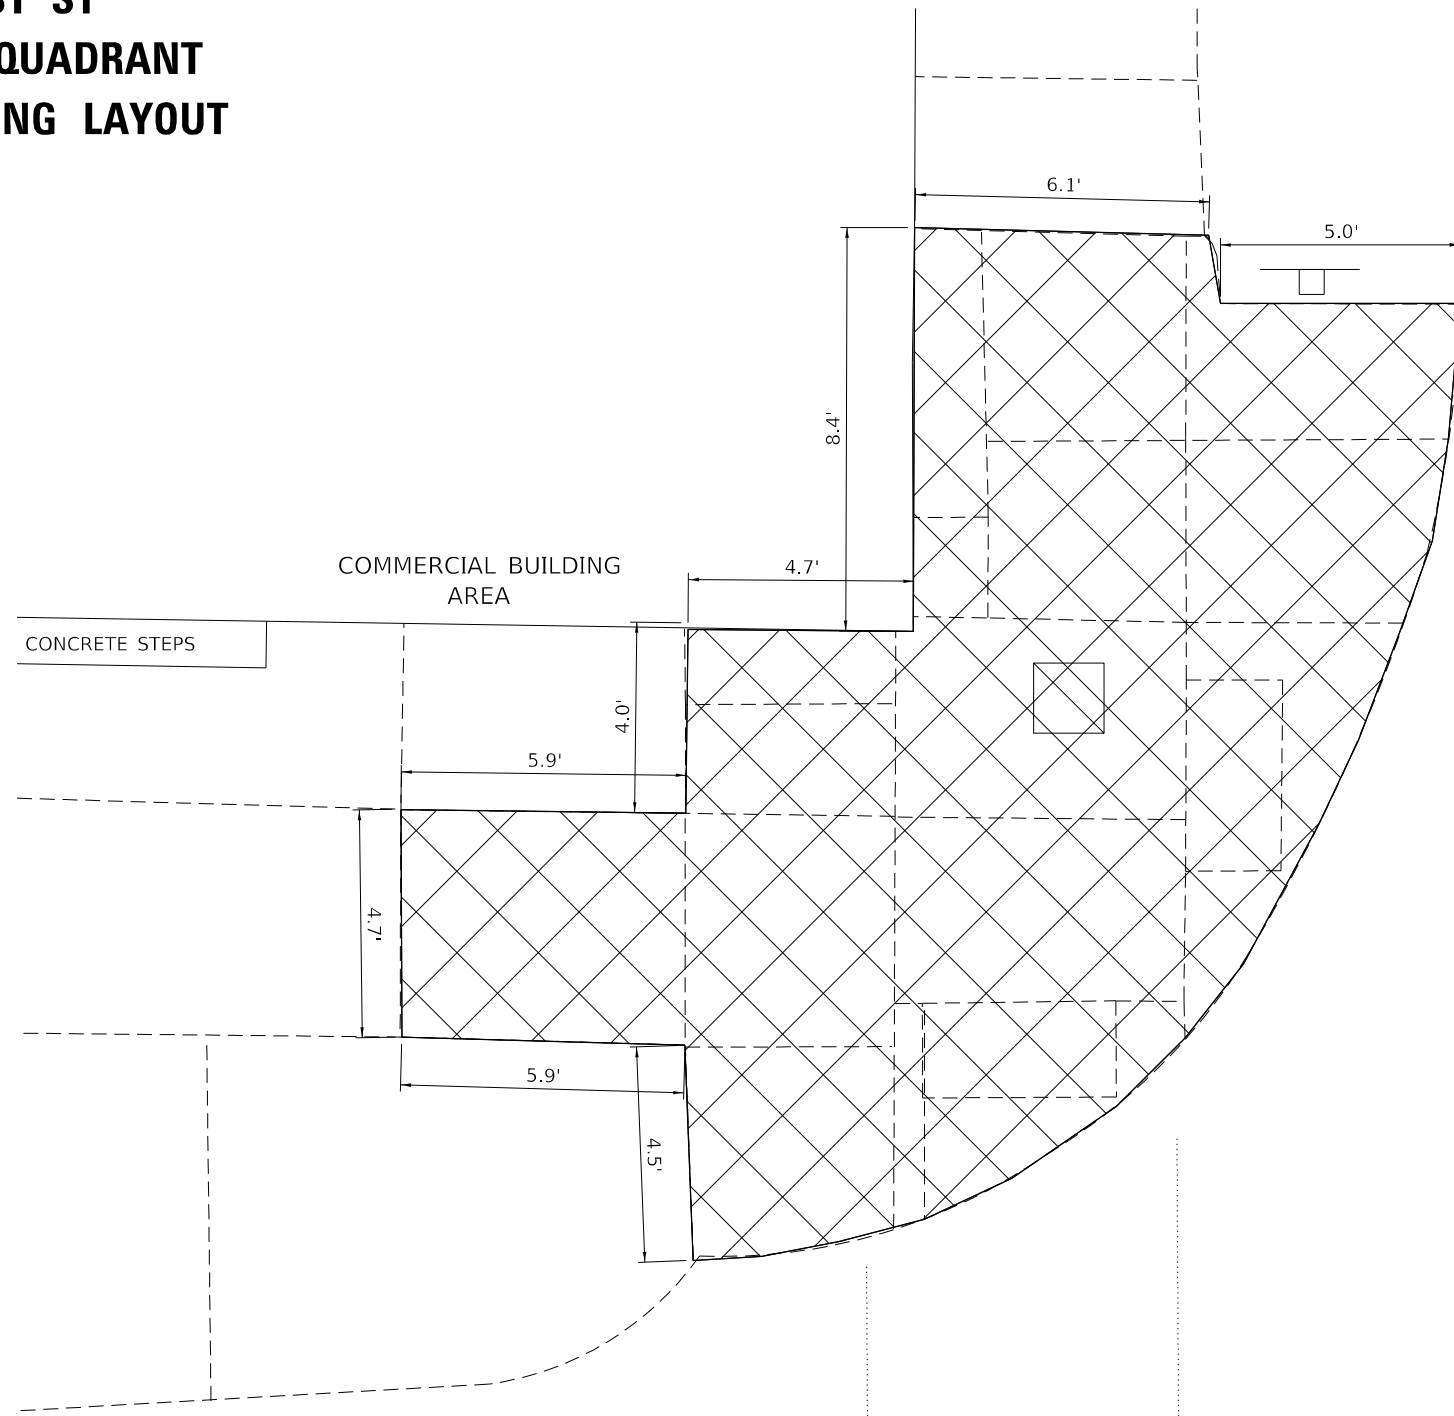 QUADRANT
LAYOUT
6.1'
5.0'
8.4'
COMMERCIAL BUILDING
AREA
4.7'
CONCRETE STEPS
4.0'
5.9'
4.7'
5.9'
4.5'